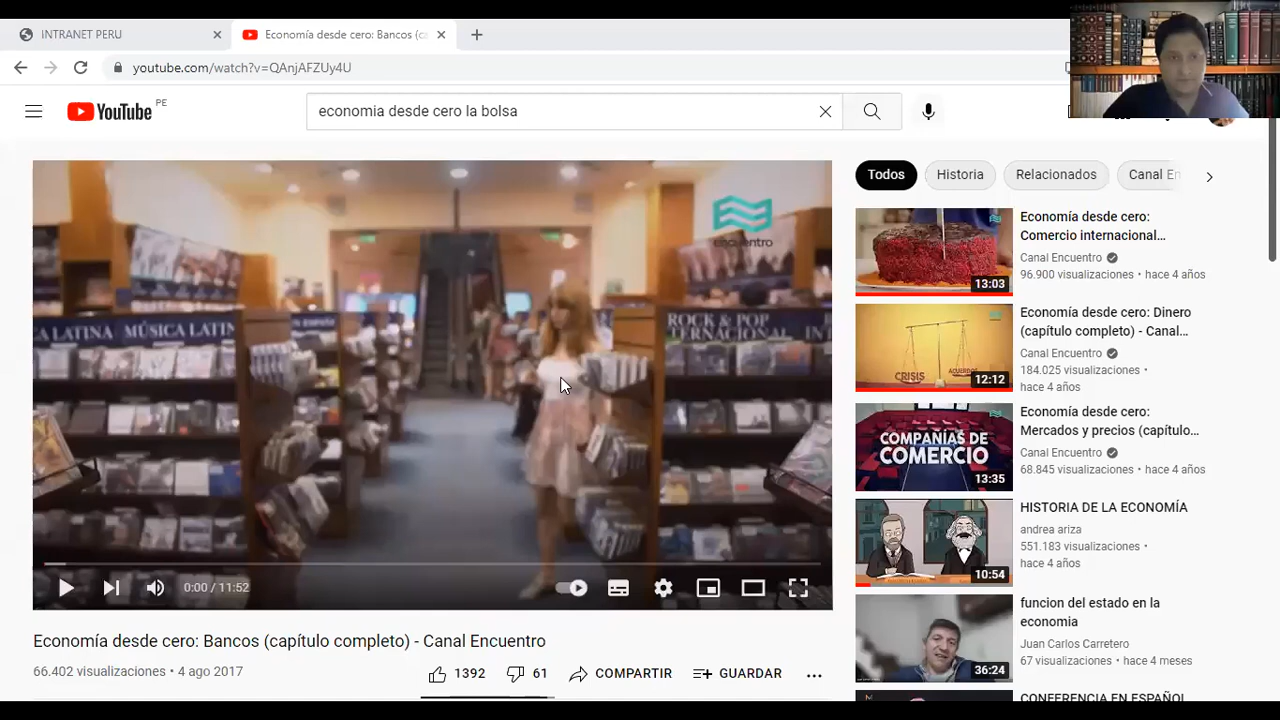 INTRANET PERU
Economía desde cero: Bancos (ca
youtube.com/watch?v=QAnjAFZUy4U
YouTube PE
economia desde cero la bolsa
encuentro
A LATINA MÚSICA LATIN
ROCK & POP
TERNACIONAL IN
0:00 / 11:52
Economía desde cero: Bancos (capítulo completo) - Canal Encuentro
66.402 visualizaciones • 4 ago 2017
1392 61 COMPARTIR GUARDAR
Todos Historia Relacionados Canal En
13:03
Economía desde cero:
Comercio internacional...
Canal Encuentro
96.900 visualizaciones • hace 4 años
CRISIS ACUERDOS
12:12
Economía desde cero: Dinero
(capítulo completo) - Canal...
Canal Encuentro
184.025 visualizaciones •
hace 4 años
COMPAÑÍAS DE
COMERCIO
13:35
Economía desde cero:
Mercados y precios (capítulo...
Canal Encuentro
68.845 visualizaciones • hace 4 años
10:54
HISTORIA DE LA ECONOMÍA
andrea ariza
551.183 visualizaciones •
hace 4 años
36:24
funcion del estado en la
economia
Juan Carlos Carretero
67 visualizaciones • hace 4 meses
CONFERENCIA EN ESPAÑOL